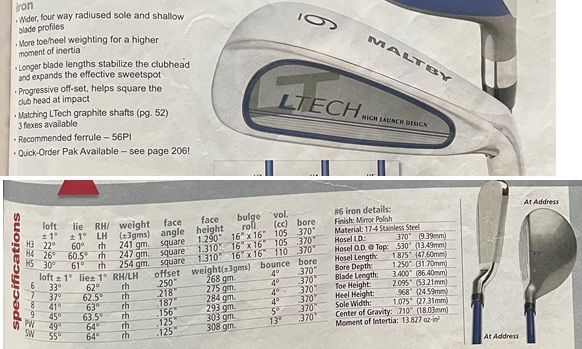 iron
· Wider, four way radiused sole and shallow
blade profiles
· More toe/heel weighting for a higher
moment of inertia
· Longer blade lengths stabilize the clubhead
and expands the effective sweetspot
· Progressive off-set, helps square the
club head at impact
· Matching LTech graphite shafts (pg. 52)
3 flexes available
· Recommended ferrule – 56PI
· Quick-Order Pak Available – see page 206!
6
MALTBY
LTECH HIGH LAUNCH DESIGN
specifications
loft ± 1° lie ± 1° RH/LH weight (±3gms) face angle face height bulge roll vol. (cc) bore
H3 22° 60° rh 241 gm. square 1.290" 16" x 16" 105 .370"
H4 26° 60.5° rh 247 gm. square 1.310" 16" x 16" 105 .370"
H5 30° 61° rh 254 gm. square 1.310" 16" x 16" 110 .370"
loft ± 1° lie± 1° RH/LH offset weight(±3gms) bounce bore
6 33° 62° rh .250" 268 gm. 4° .370"
7 37° 62.5° rh .218" 275 gm. 4° .370"
8 41° 63° rh .187" 284 gm. 4° .370"
9 45° 63.5° rh .156" 293 gm. 4° .370"
PW 49° 64° rh .125" 303 gm. 5° .370"
SW 55° 64° rh .125" 308 gm.
#6 iron details:
Finish: Mirror Polish
Material: 17-4 Stainless Steel
Hosel I.D.: .370" (9.39mm)
Hosel O.D. @ Top: .530" (13.49mm)
Hosel Length: 1.875" (47.60mm)
Bore Depth: 1.250" (31.70mm)
Blade Length: 3.400" (86.40mm)
Toe Height: 2.095" (53.21mm)
Heel Height: .968" (24.59mm)
Sole Width: 1.075" (27.31mm)
Center of Gravity: .710" (18.03mm)
Moment of Inertia: 13.827 oz-in²
At Address
At Address